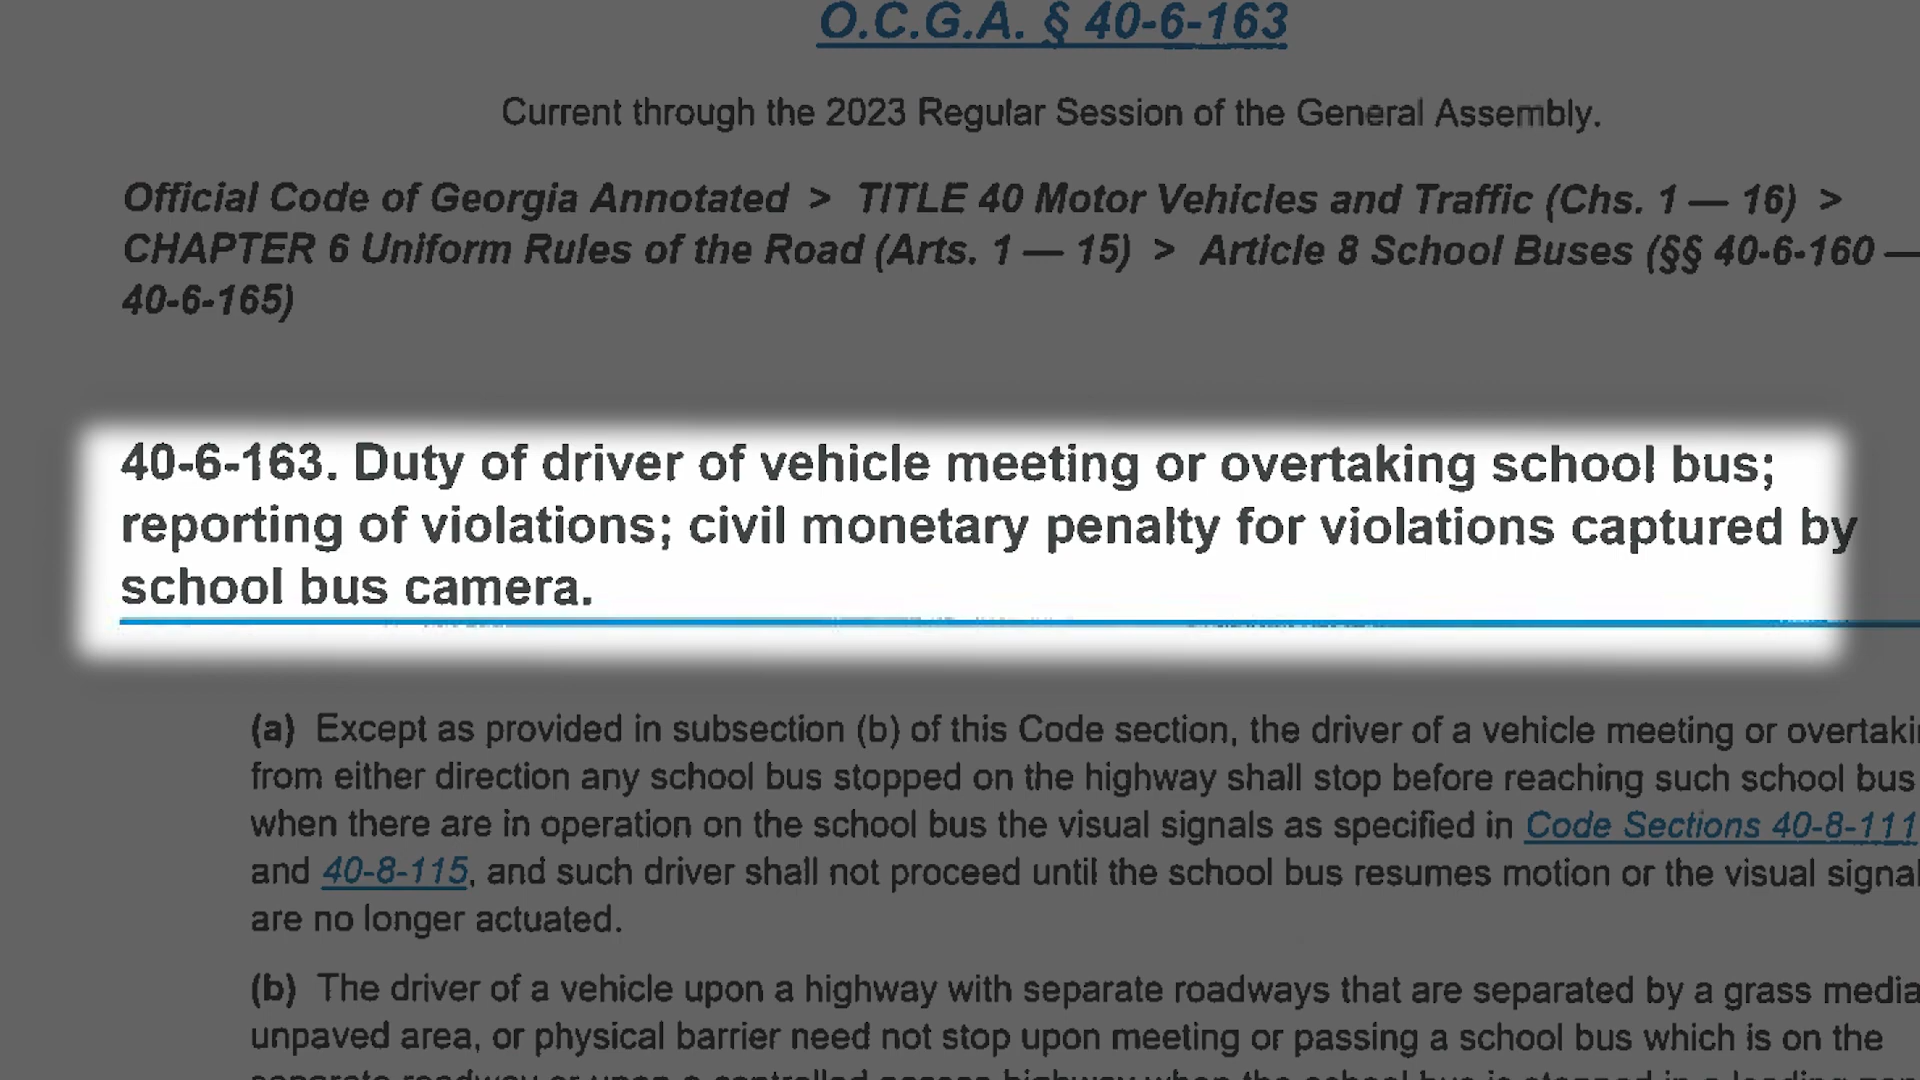 O.C.G.A. § 40-6-163
Current through the 2023 Regular Session of the General Assembly.
Official Code of Georgia Annotated > TITLE 40 Motor Vehicles and Traffic (Chs. 1 — 16) >
CHAPTER 6 Uniform Rules of the Road (Arts. 1 — 15) > Article 8 School Buses (§§ 40-6-160 —
40-6-165)
40-6-163. Duty of driver of vehicle meeting or overtaking school bus;
reporting of violations; civil monetary penalty for violations captured by
school bus camera.
(a) Except as provided in subsection (b) of this Code section, the driver of a vehicle meeting or
from either direction any school bus stopped on the highway shall stop before reaching such school bus
when there are in operation on the school bus the visual signals as specified in Code Sections 40-8-111
and 40-8-115, and such driver shall not proceed until the school bus resumes motion or the visual
are no longer actuated.
(b) The driver of a vehicle upon a highway with separate roadways that are separated by a grass
unpaved area, or physical barrier need not stop upon meeting or passing a school bus which is on the